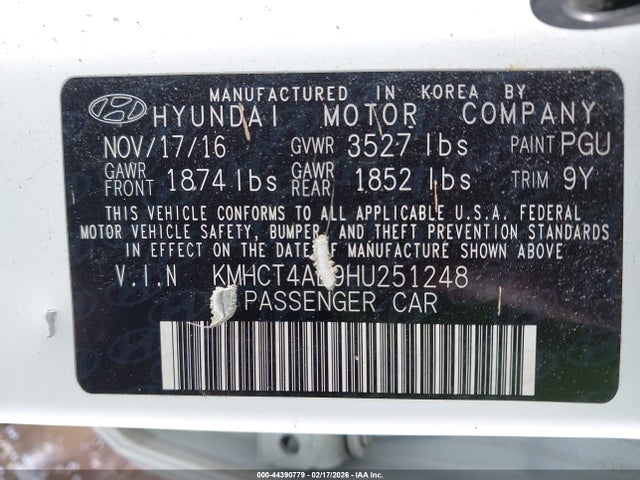 MANUFACTURED IN KOREA BY
HYUNDAI MOTOR COMPANY
NOV/17/16 GVWR 3527 lbs PAINT PGU
GAWR FRONT 1874 lbs GAWR REAR 1852 lbs TRIM 9Y
THIS VEHICLE CONFORMS TO ALL APPLICABLE U.S.A. FEDERAL
MOTOR VEHICLE SAFETY, BUMPER, AND THEFT PREVENTION STANDARDS
IN EFFECT ON THE DATE OF MANUFACTURE SHOWN ABOVE
V.I.N
PASSENGER CAR
000-44390779 - 02/17/2026 - IAA Inc.